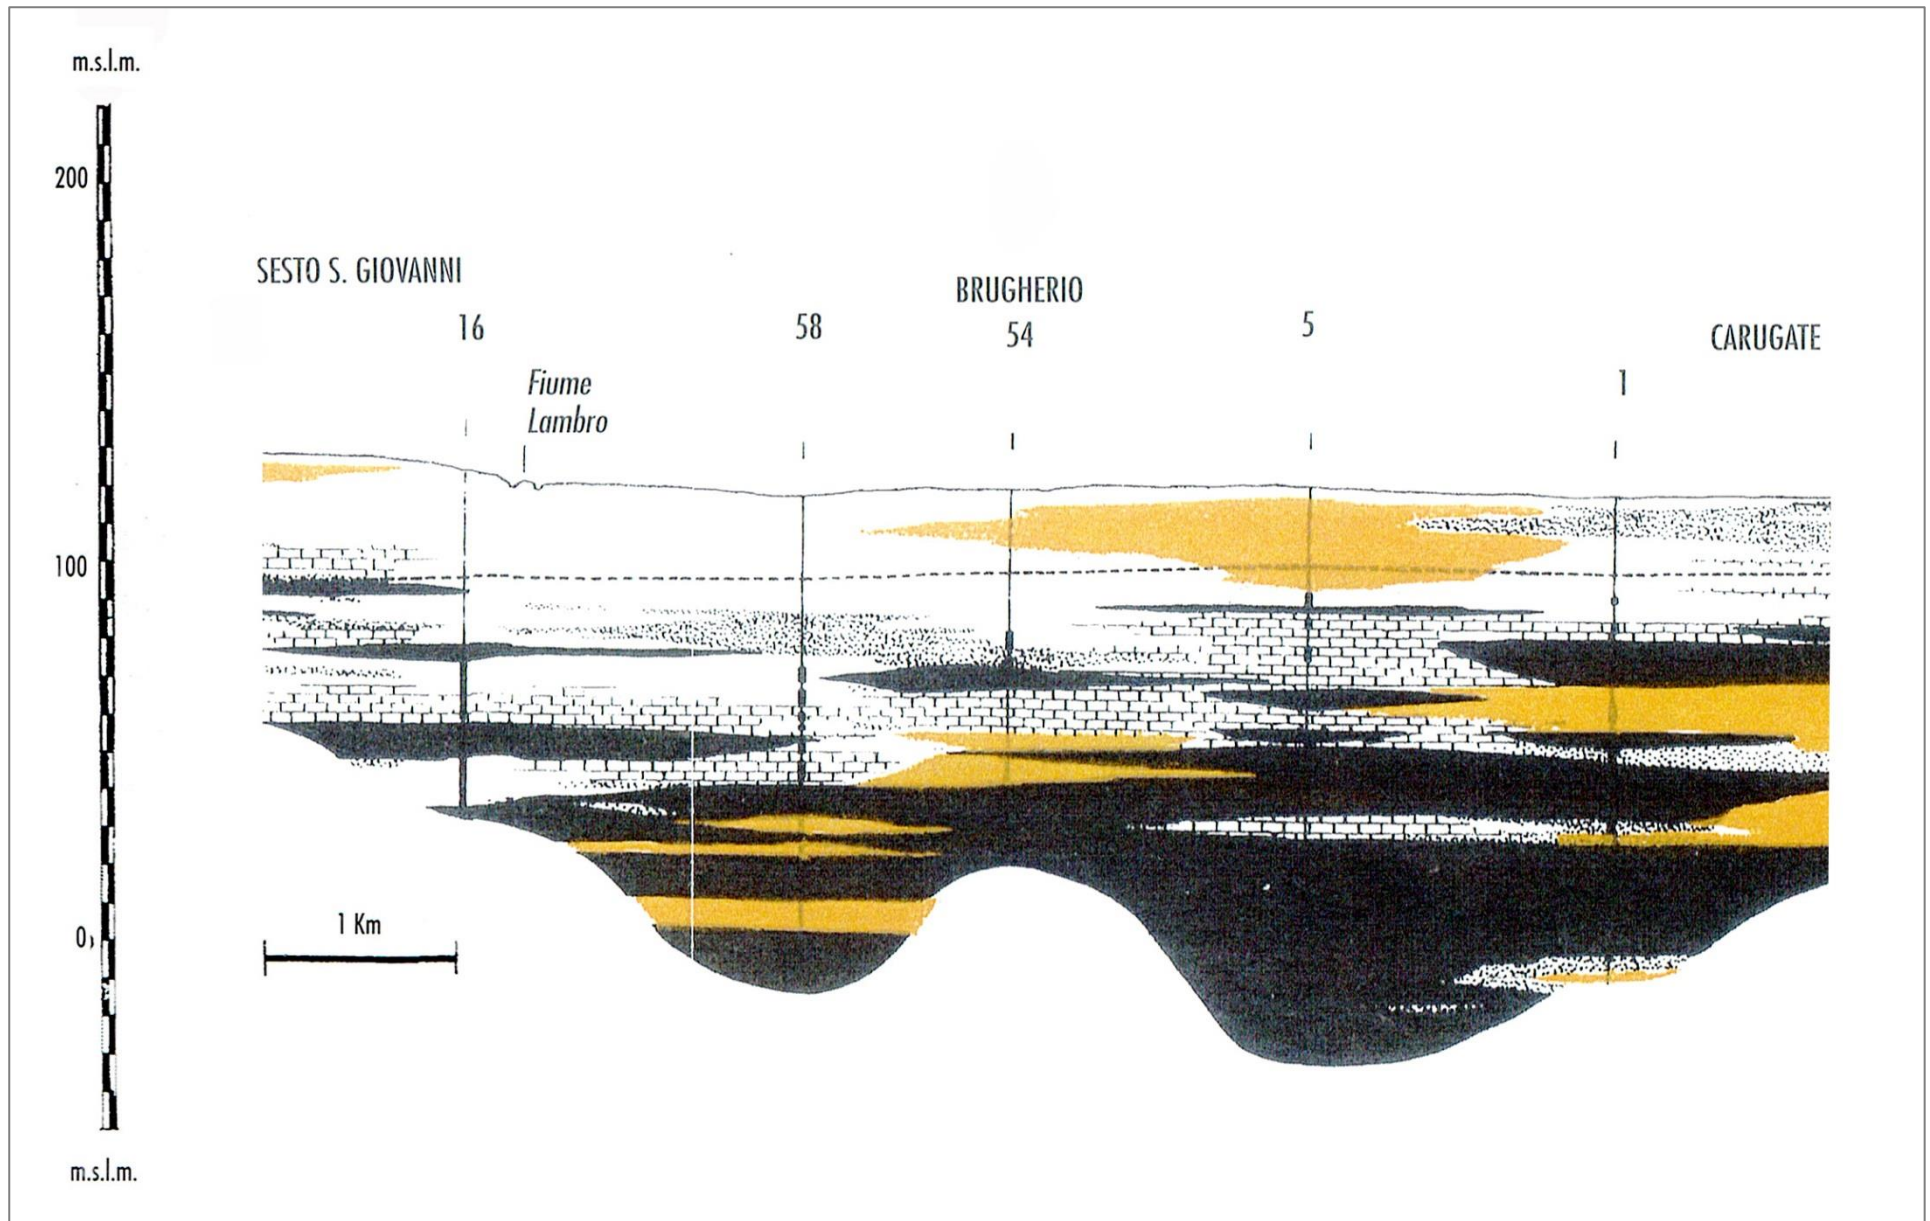 m.s.l.m.
200
SESTO S. GIOVANNI
BRUGHERIO
16
58
54
5
CARUGATE
1
Fiume
Lambro
100
1 Km
0,
m.s.l.m.